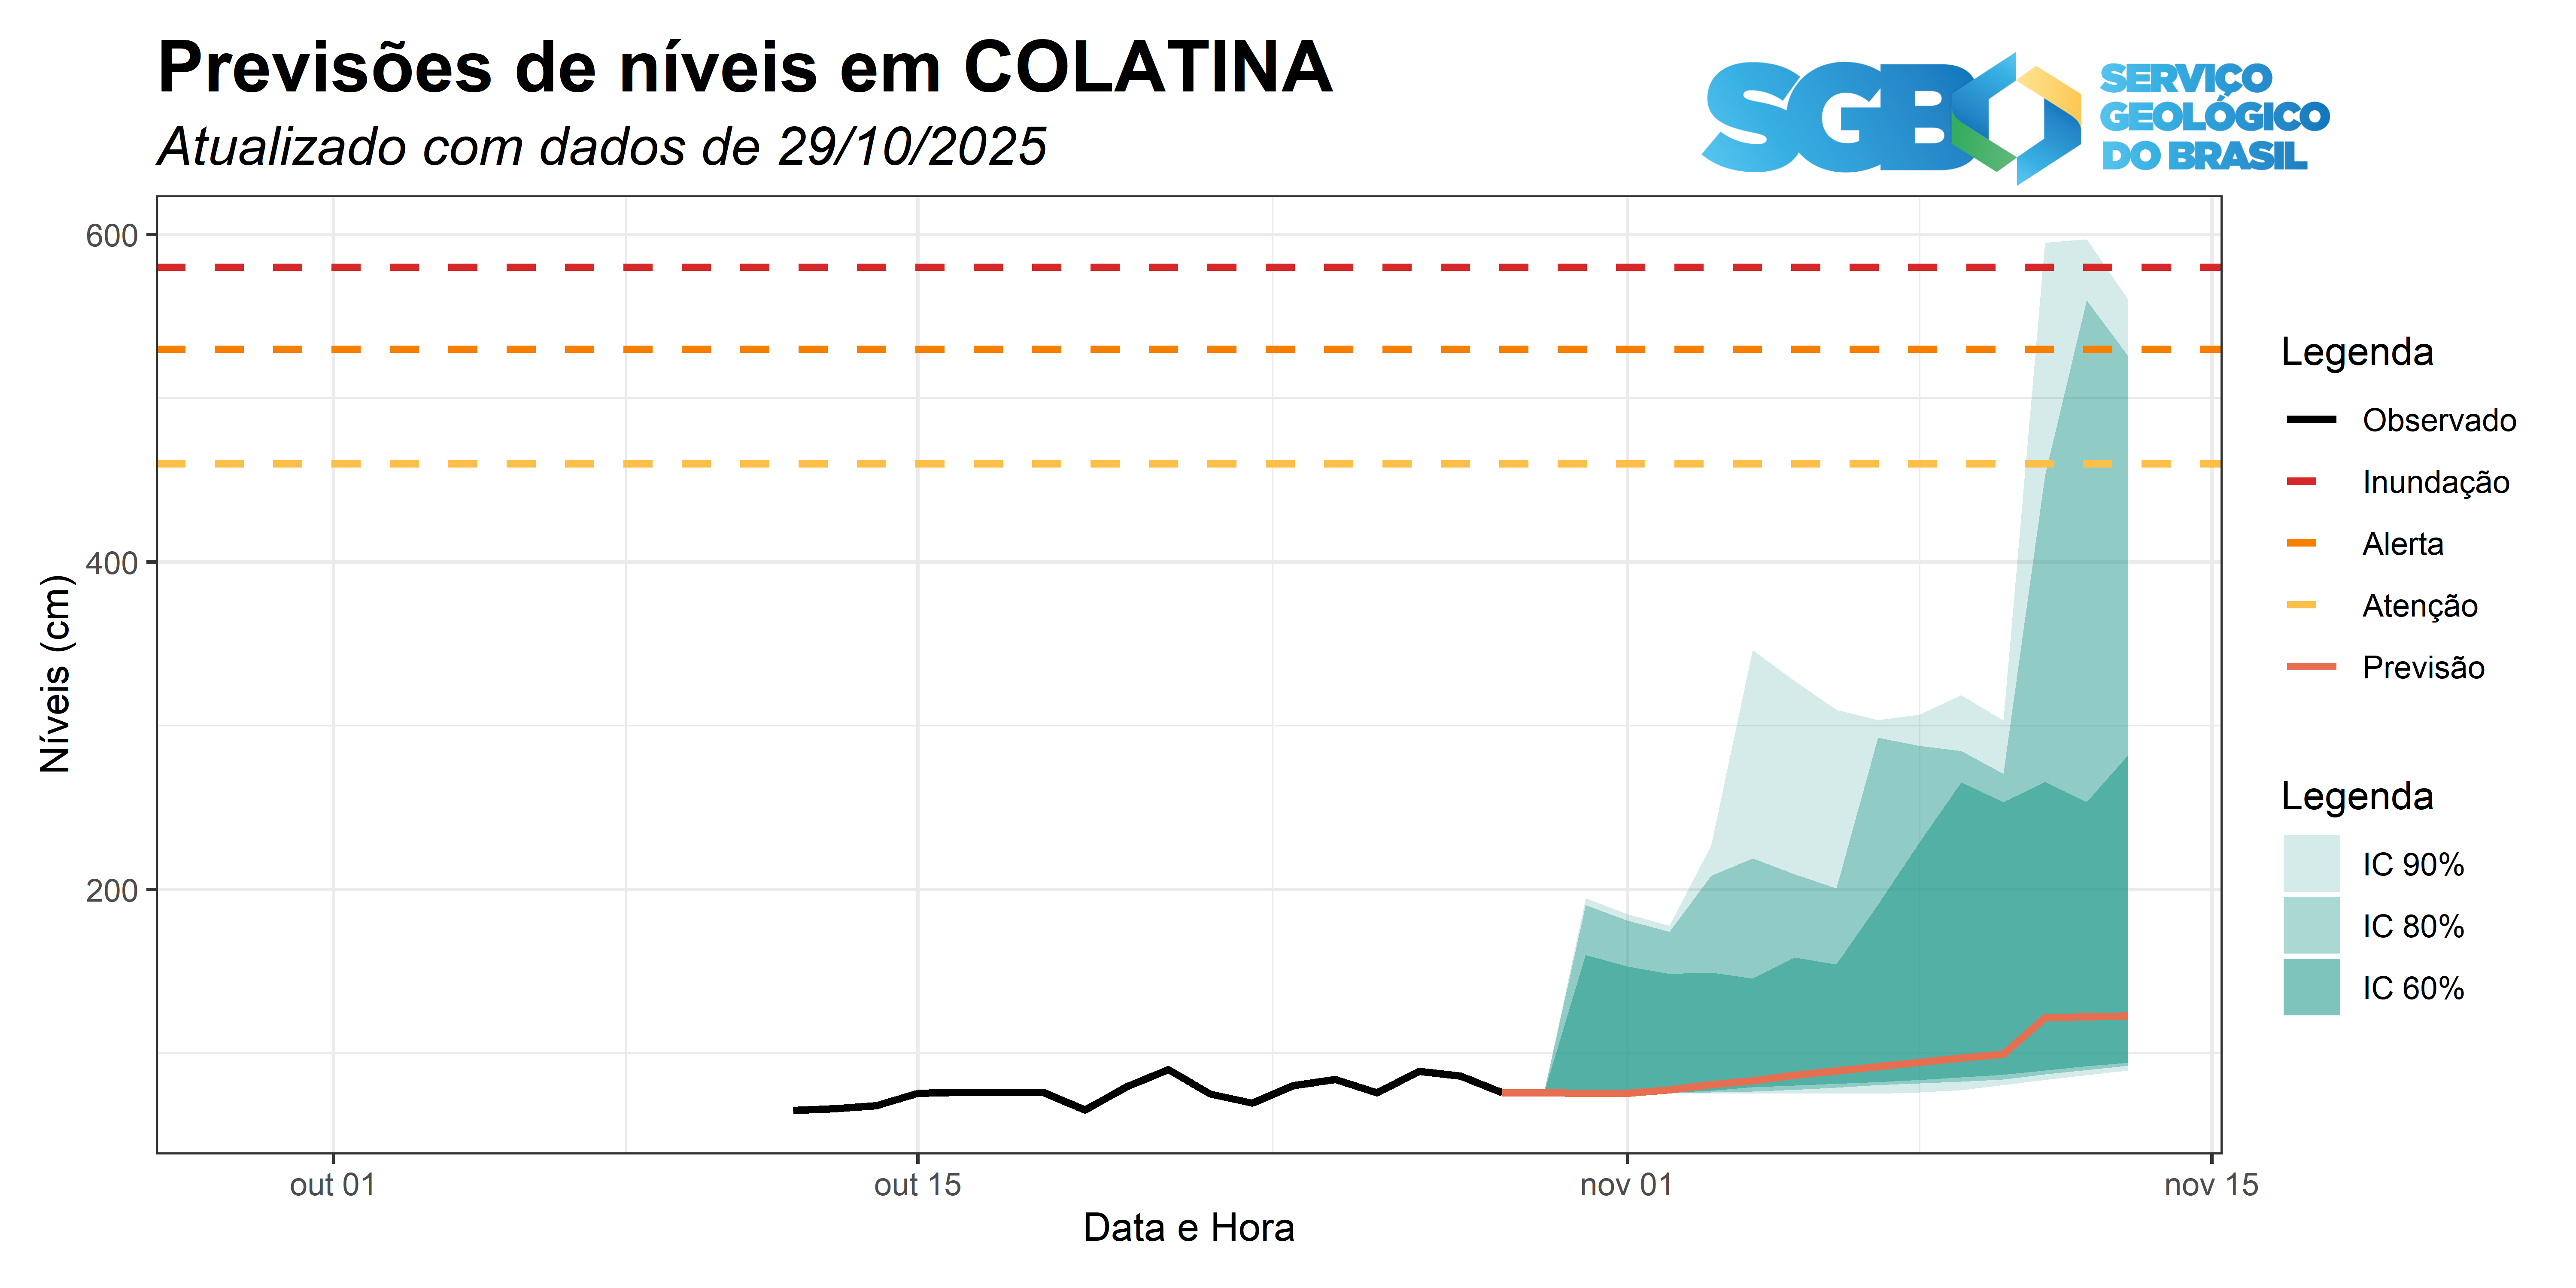 Previsões de níveis em COLATINA
Atualizado com dados de 29/10/2025
SGB
SERVIÇO
GEOLÓGICO
DO BRASIL
600
400
200
Níveis (cm)
out 01
out 15
nov 01
nov 15
Data e Hora
Legenda
Observado
Inundação
Alerta
Atenção
Previsão
Legenda
IC 90%
IC 80%
IC 60%